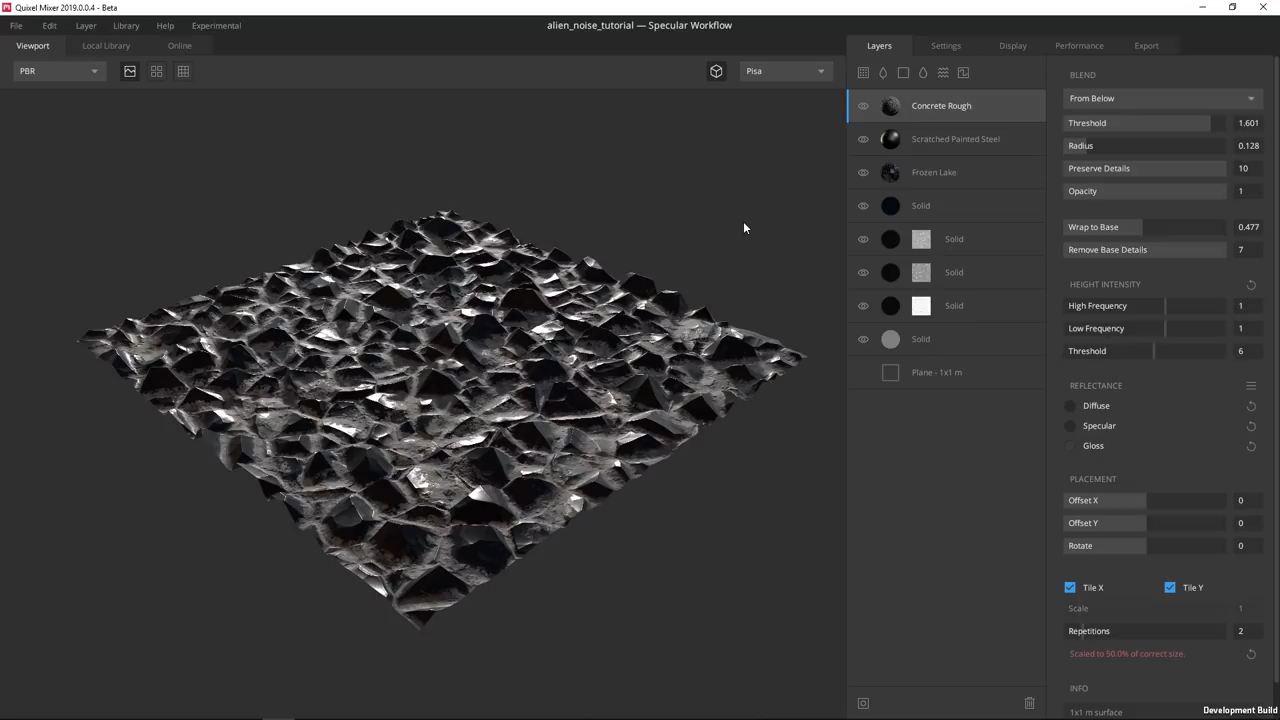 Quixel Mixer 2019.0.0.4 - Beta
File Edit Layer Library Help Experimental
alien_noise_tutorial — Specular Workflow
Viewport Local Library Online
Layers Settings Display Performance Export
PBR
Pisa
Concrete Rough
Scratched Painted Steel
Frozen Lake
Solid
Solid
Solid
Solid
Solid
Plane - 1x1 m
BLEND
From Below
Threshold 1.601
Radius 0.128
Preserve Details 10
Opacity 1
Wrap to Base 0.477
Remove Base Details 7
HEIGHT INTENSITY
High Frequency 1
Low Frequency 1
Threshold 6
REFLECTANCE
Diffuse
Specular
Gloss
PLACEMENT
Offset X 0
Offset Y 0
Rotate 0
Tile X Tile Y
Scale 1
Repetitions 2
Scaled to 50.0% of correct size.
INFO
1x1 m surface
Development Build